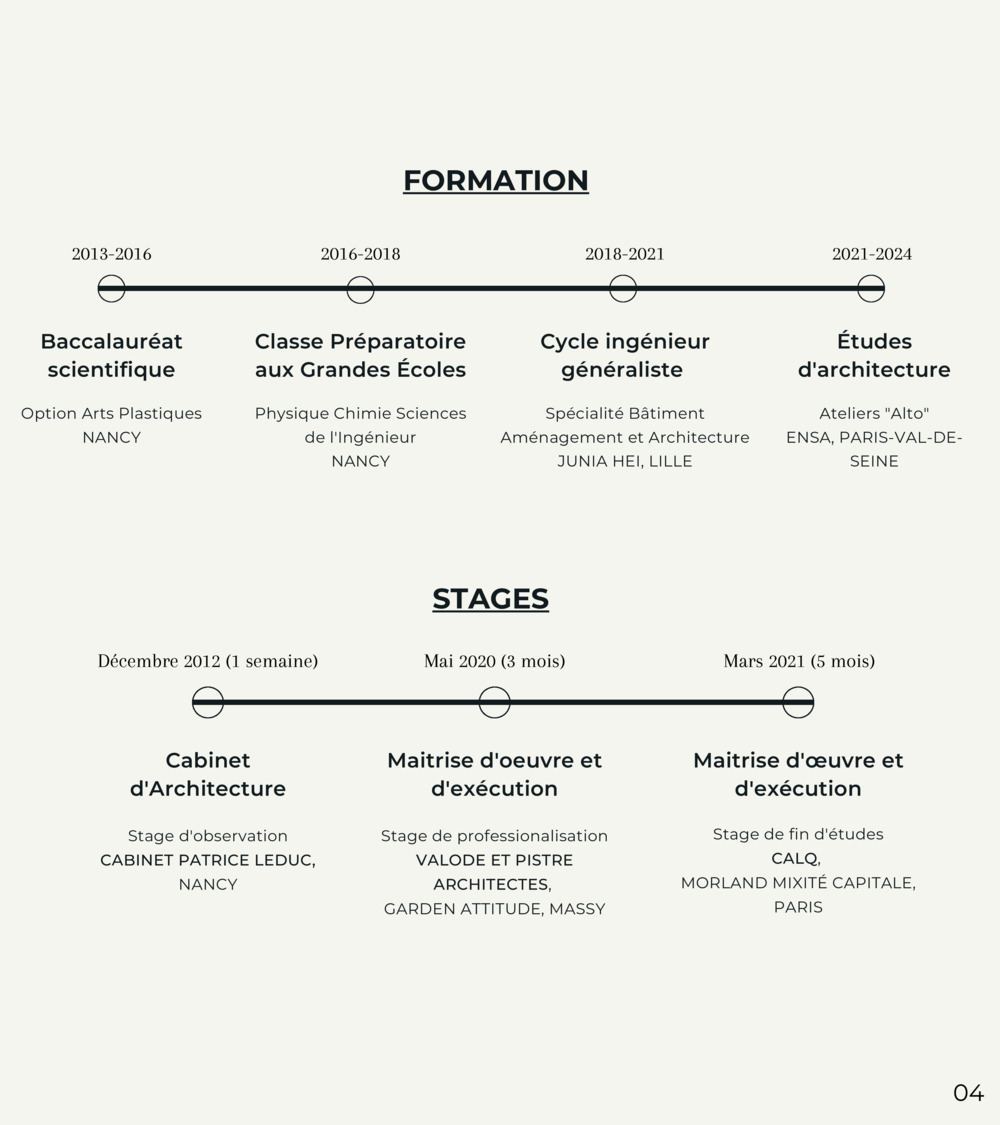 FORMATION
2013-2016
2016-2018
2018-2021
2021-2024
Baccalauréat
scientifique
Option Arts Plastiques
NANCY
Classe Préparatoire
aux Grandes Écoles
Physique Chimie Sciences
de l'Ingénieur
NANCY
Cycle ingénieur
généraliste
Spécialité Bâtiment
Aménagement et Architecture
JUNIA HEI, LILLE
Études
d'architecture
Ateliers "Alto"
ENSA, PARIS-VAL-DE-
SEINE
STAGES
Décembre 2012 (1 semaine)
Mai 2020 (3 mois)
Mars 2021 (5 mois)
Cabinet
d'Architecture
Stage d'observation
CABINET PATRICE LEDUC,
NANCY
Maitrise d'oeuvre et
d'exécution
Stage de professionalisation
VALODE ET PISTRE
ARCHITECTES,
GARDEN ATTITUDE, MASSY
Maitrise d'œuvre et
d'exécution
Stage de fin d'études
CALQ,
MORLAND MIXITÉ CAPITALE,
PARIS
04